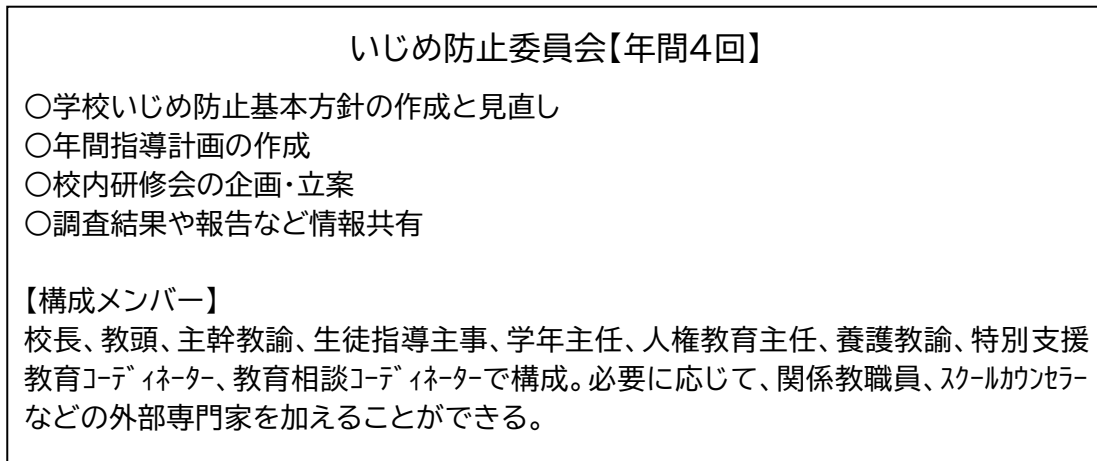 いじめ防止委員会【年間4回】
〇学校いじめ防止基本方針の作成と見直し
〇年間指導計画の作成
〇校内研修会の企画・立案
〇調査結果や報告など情報共有
【構成メンバー】
校長、教頭、主幹教諭、生徒指導主事、学年主任、人権教育主任、養護教諭、特別支援
教育ｺｰﾃﾞｨﾈｰﾀｰ、教育相談ｺｰﾃﾞｨﾈｰﾀｰで構成。必要に応じて、関係教職員、ｽｸｰﾙｶｳﾝｾﾗｰ
などの外部専門家を加えることができる。